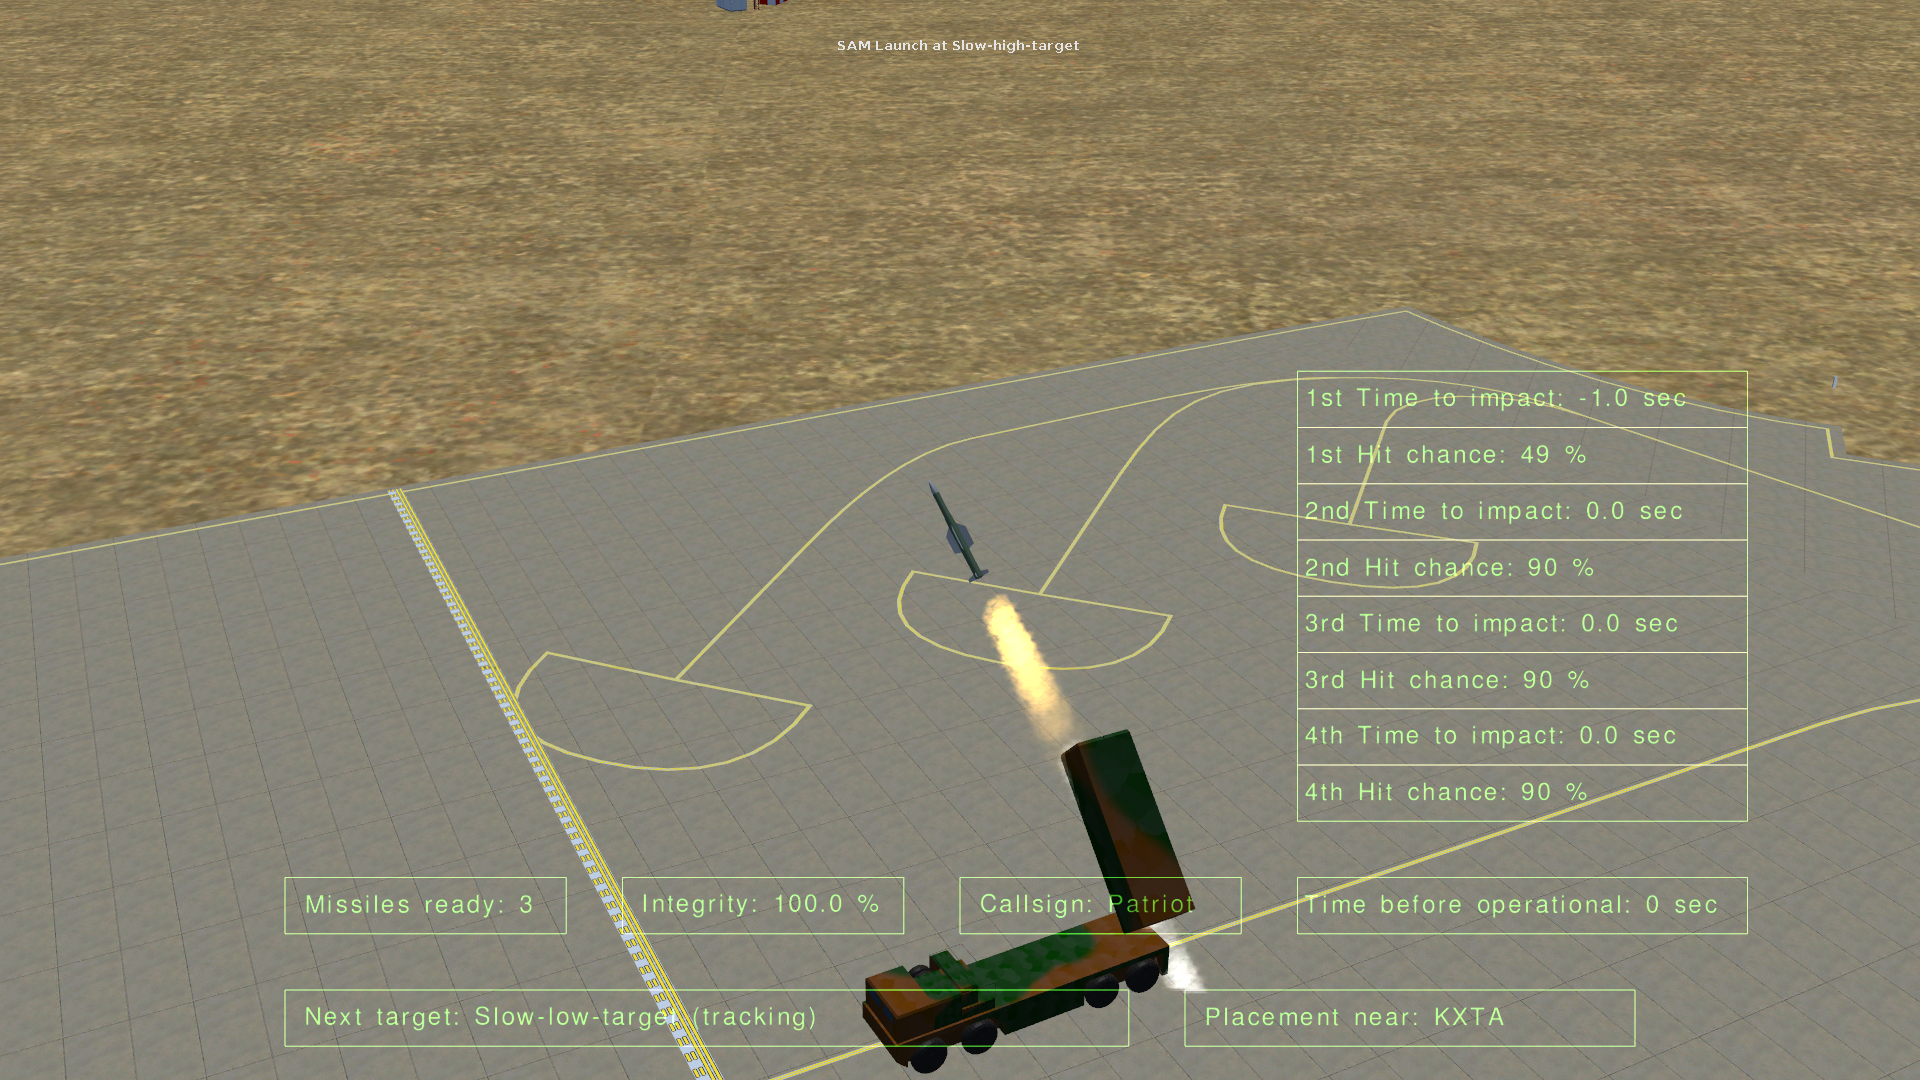 SAM Launch at Slow-high-target
1st Time to impact: -1.0 sec
1st Hit chance: 49 %
2nd Time to impact: 0.0 sec
2nd Hit chance: 90 %
3rd Time to impact: 0.0 sec
3rd Hit chance: 90 %
4th Time to impact: 0.0 sec
4th Hit chance: 90 %
Missiles ready: 3
Integrity: 100.0 %
Callsign: Patriot
Time before operational: 0 sec
Next target: Slow-low-target (tracking)
Placement near: KXTA